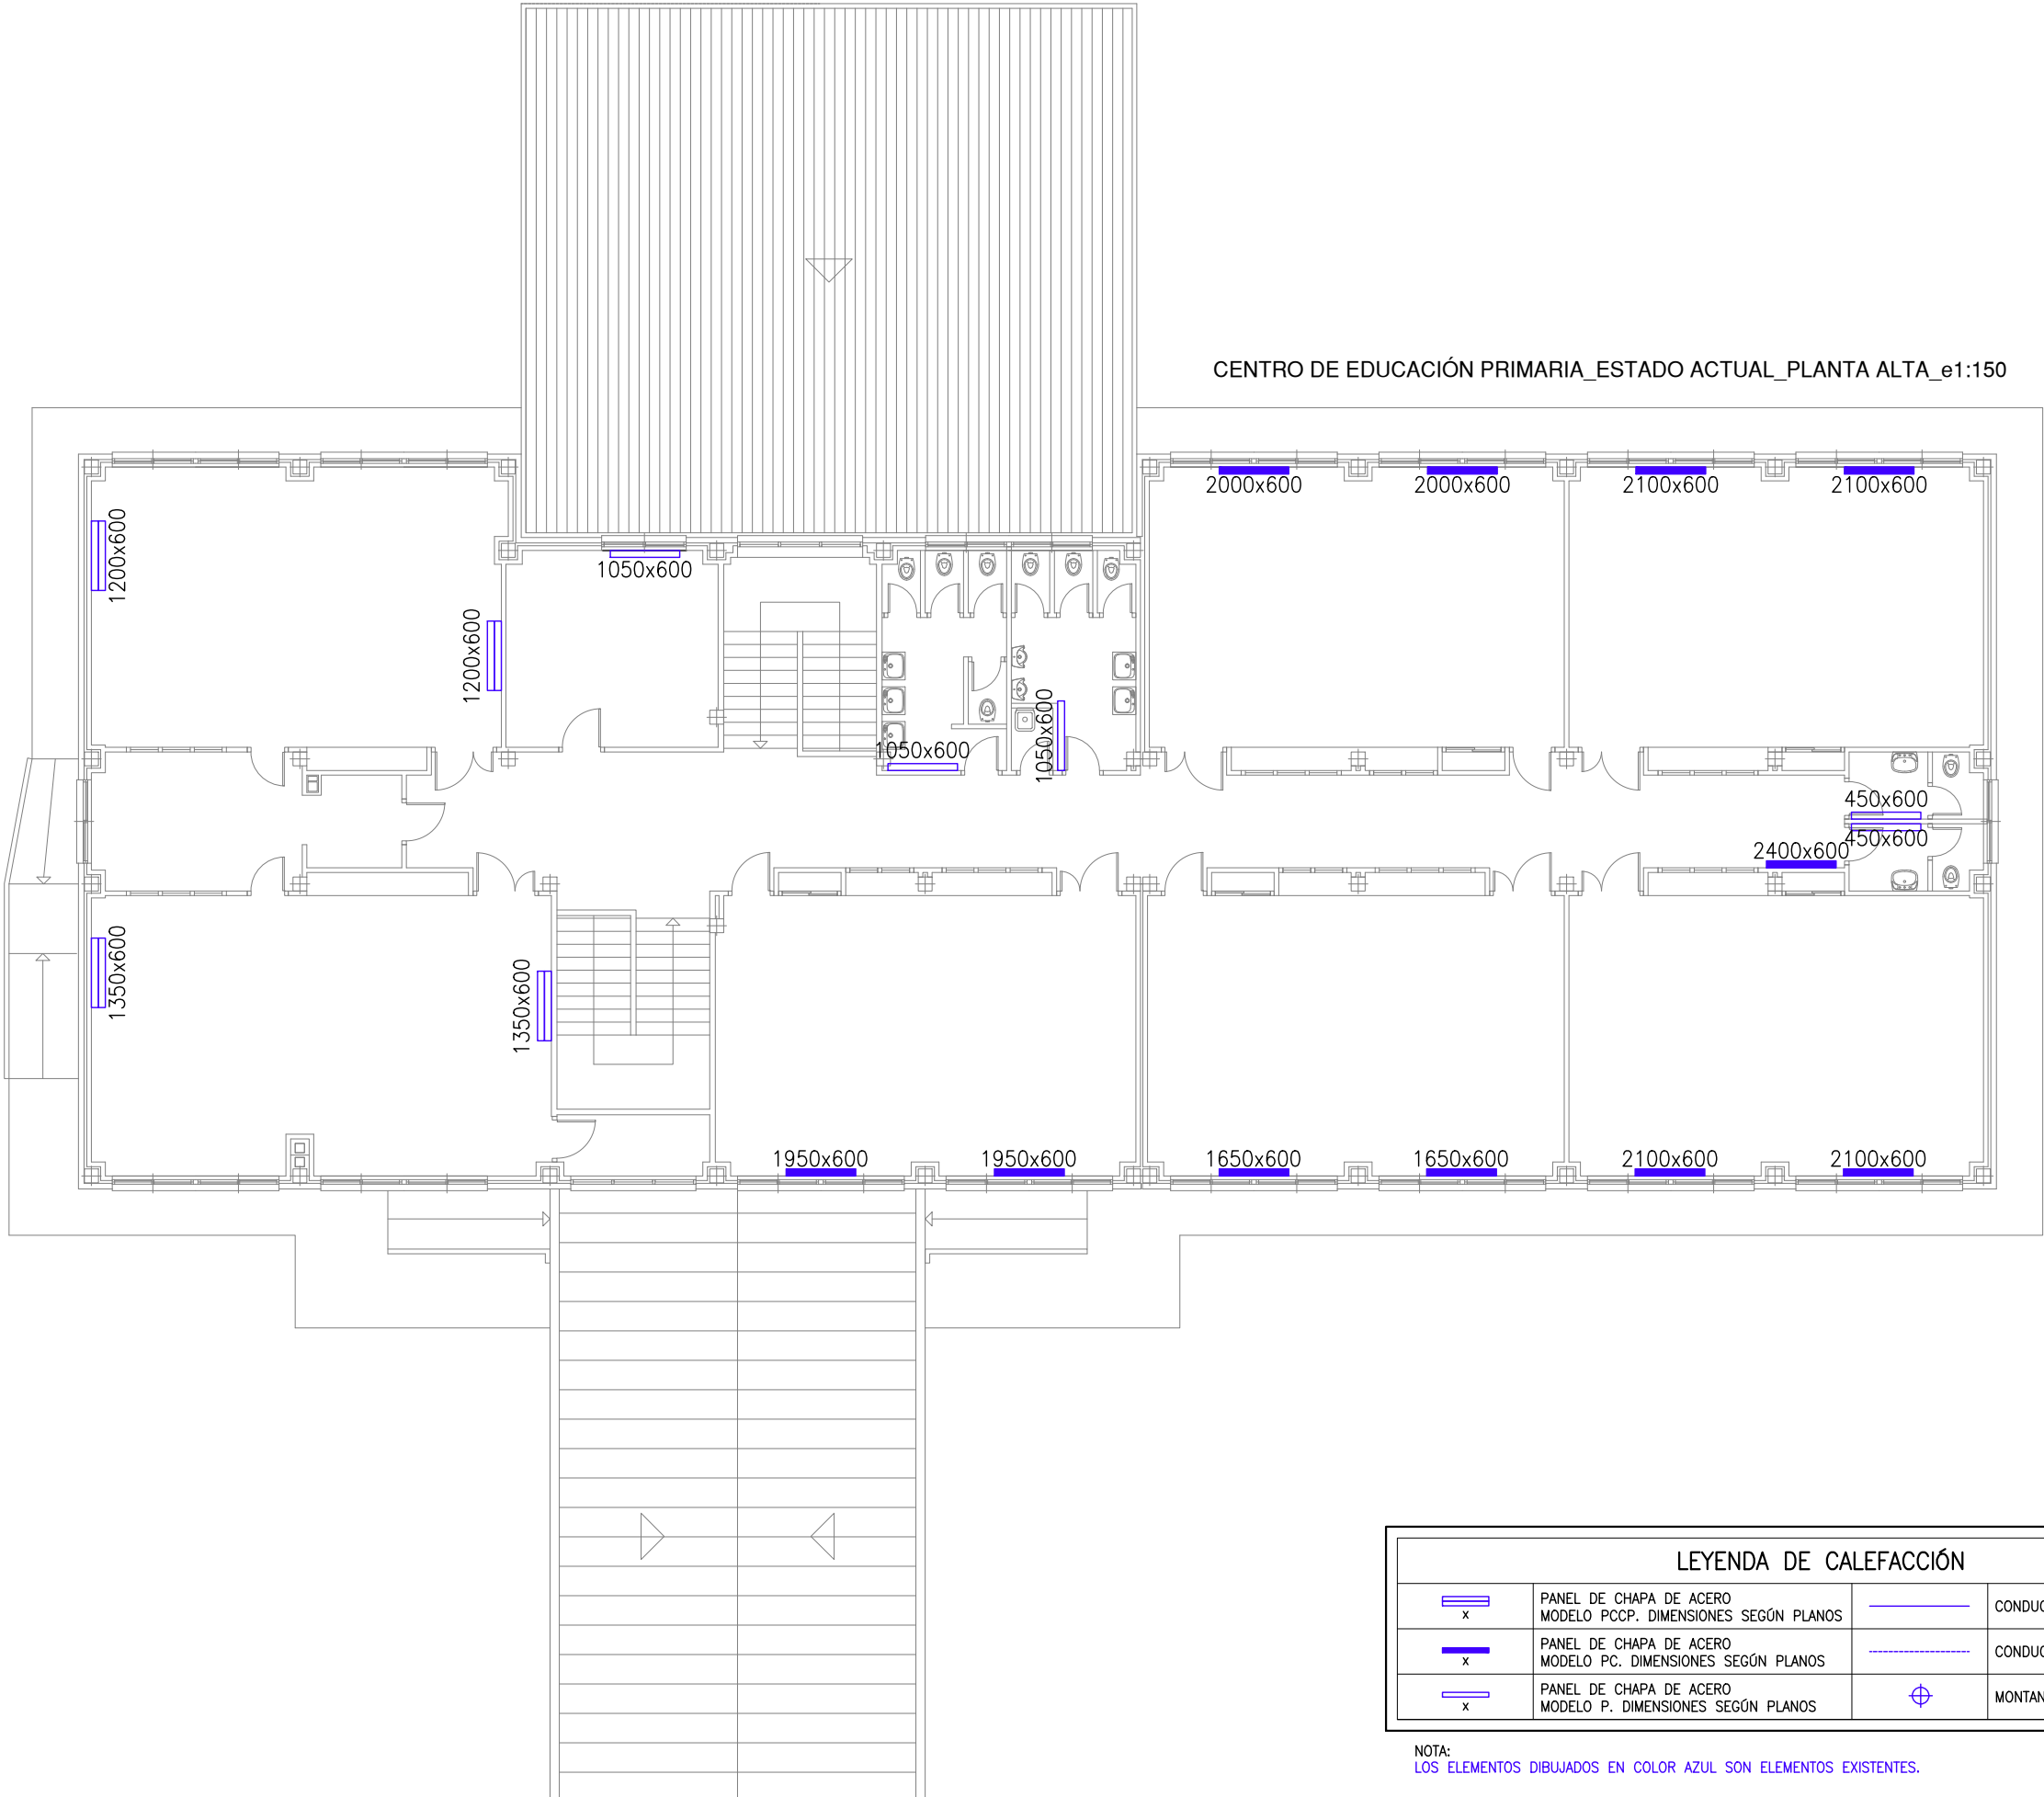 CENTRO DE EDUCACIÓN PRIMARIA_ESTADO ACTUAL_PLANTA ALTA_e1:150
2000x600
2000x600
2100x600
2100x600
1200x600
1050x600
1200x600
1050x600
1050x600
450x600
450x600
2400x600
1350x600
1350x600
1950x600
1950x600
1650x600
1650x600
2100x600
2100x600
LEYENDA DE CALEFACCIÓN
x
PANEL DE CHAPA DE ACERO
MODELO PCCP. DIMENSIONES SEGÚN PLANOS
x
PANEL DE CHAPA DE ACERO
MODELO PC. DIMENSIONES SEGÚN PLANOS
x
PANEL DE CHAPA DE ACERO
MODELO P. DIMENSIONES SEGÚN PLANOS
NOTA:
LOS ELEMENTOS DIBUJADOS EN COLOR AZUL SON ELEMENTOS EXISTENTES.